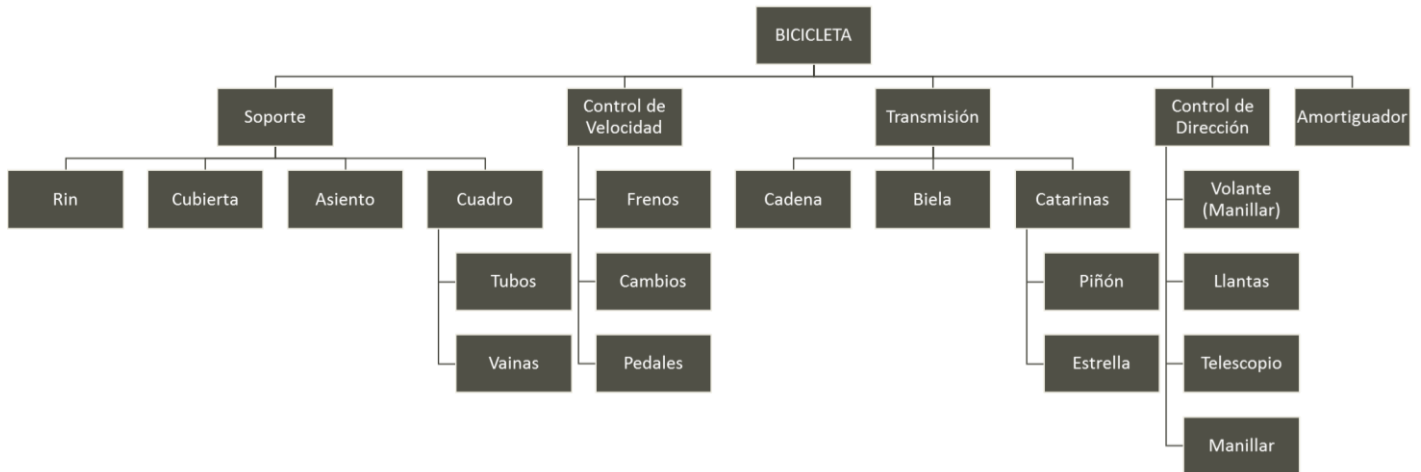 BICICLETA
Soporte
Control de
Velocidad
Transmisión
Control de
Dirección
Amortiguador
Rin
Cubierta
Asiento
Cuadro
Frenos
Cadena
Biela
Catarinas
Volante
(Manillar)
Tubos
Cambios
Piñón
Llantas
Vainas
Pedales
Estrella
Telescopio
Manillar